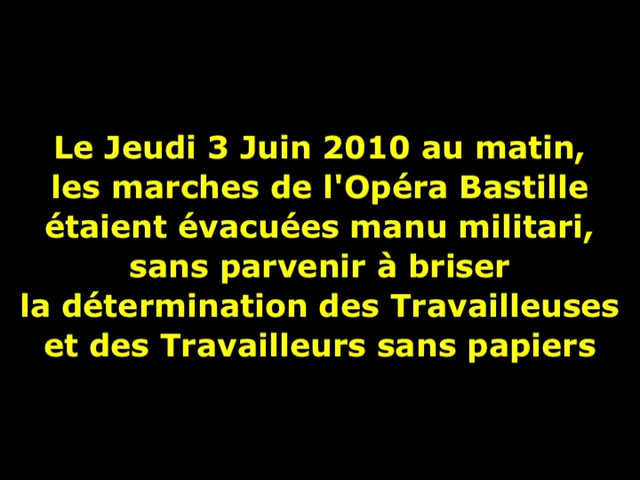 Le Jeudi 3 Juin 2010 au matin,
les marches de l'Opéra Bastille
étaient évacuées manu militari,
sans parvenir à briser
la détermination des Travailleuses
et des Travailleurs sans papiers